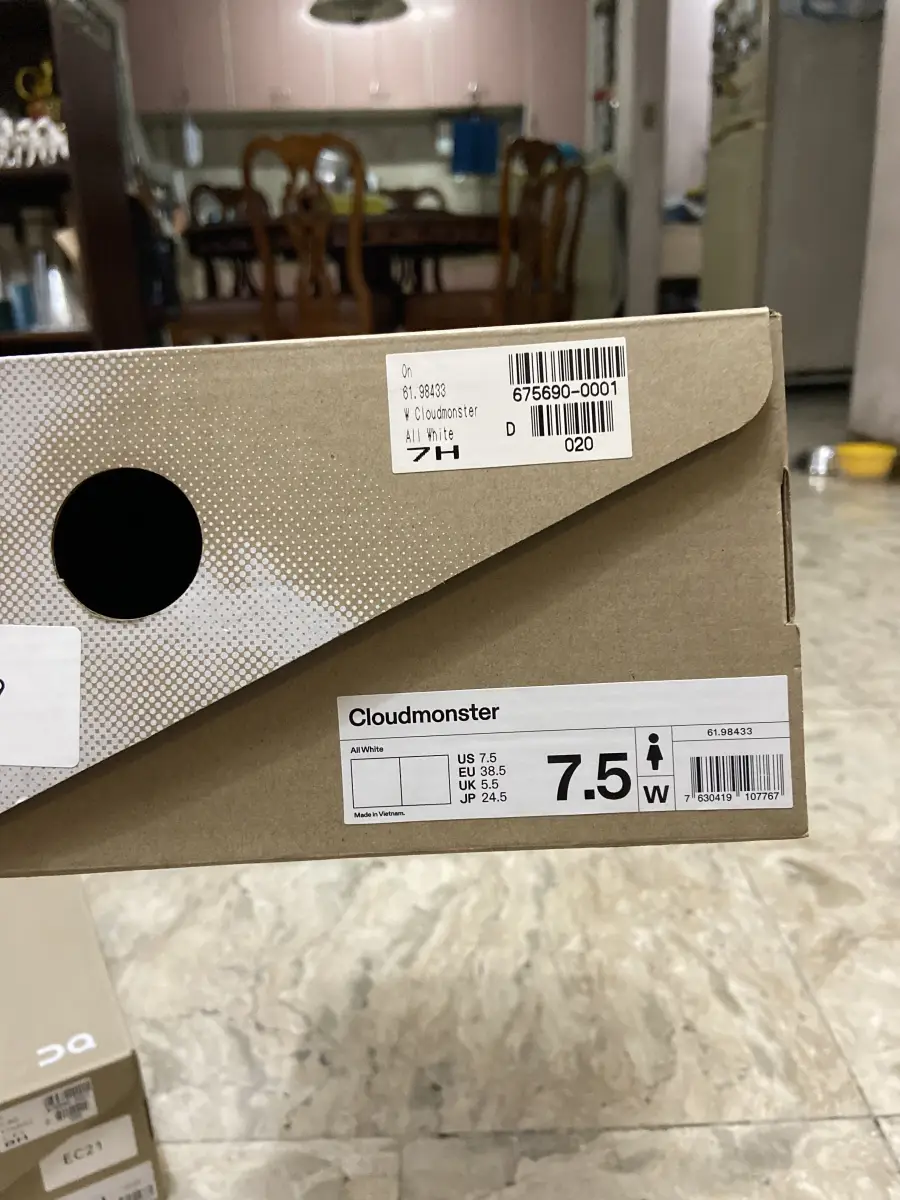 On
61.98433
W Cloudmonster
All White
7H
675690-0001
D
020
Cloudmonster
All White
US 7.5
EU 38.5
UK 5.5
JP 24.5
7.5
W
61.98433
7 630419 107767
Made in Vietnam.
9
EC21